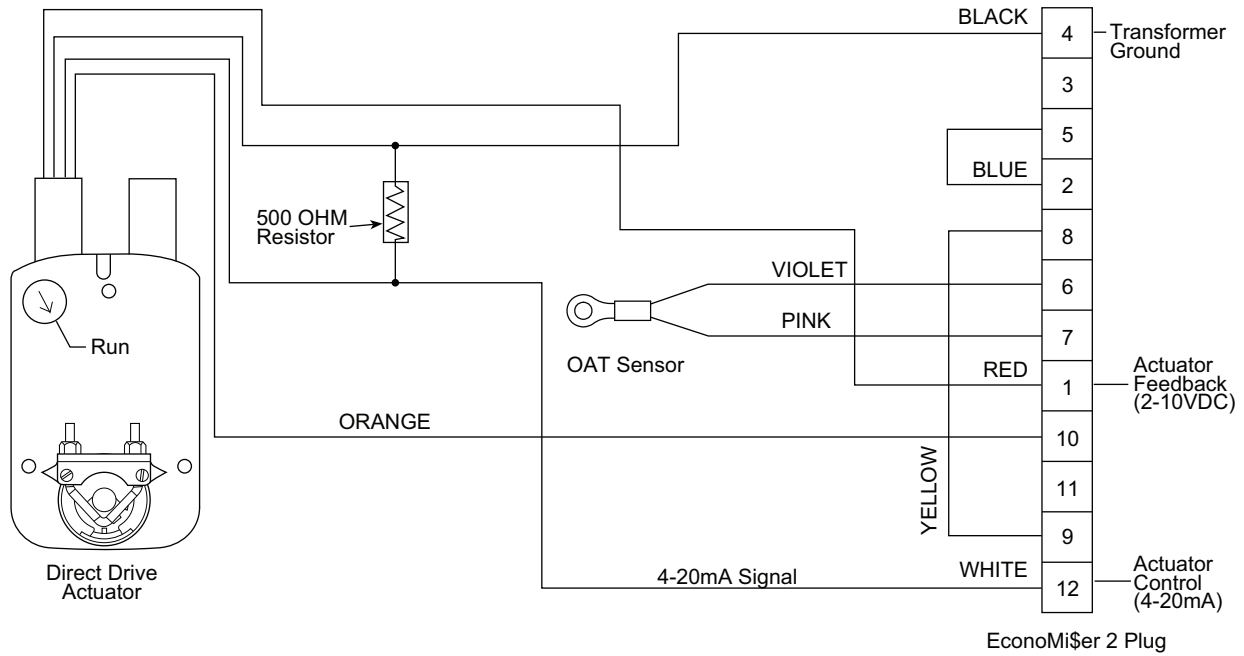 BLACK
4
Transformer
Ground
3
5
BLUE
2
500 OHM
Resistor
8
VIOLET
6
PINK
7
Run
OAT Sensor
RED
1
Actuator
Feedback
(2-10VDC)
ORANGE
10
YELLOW
11
9
Direct Drive
Actuator
4-20mA Signal
WHITE
12
Actuator
Control
(4-20mA)
EconoMi$er 2 Plug